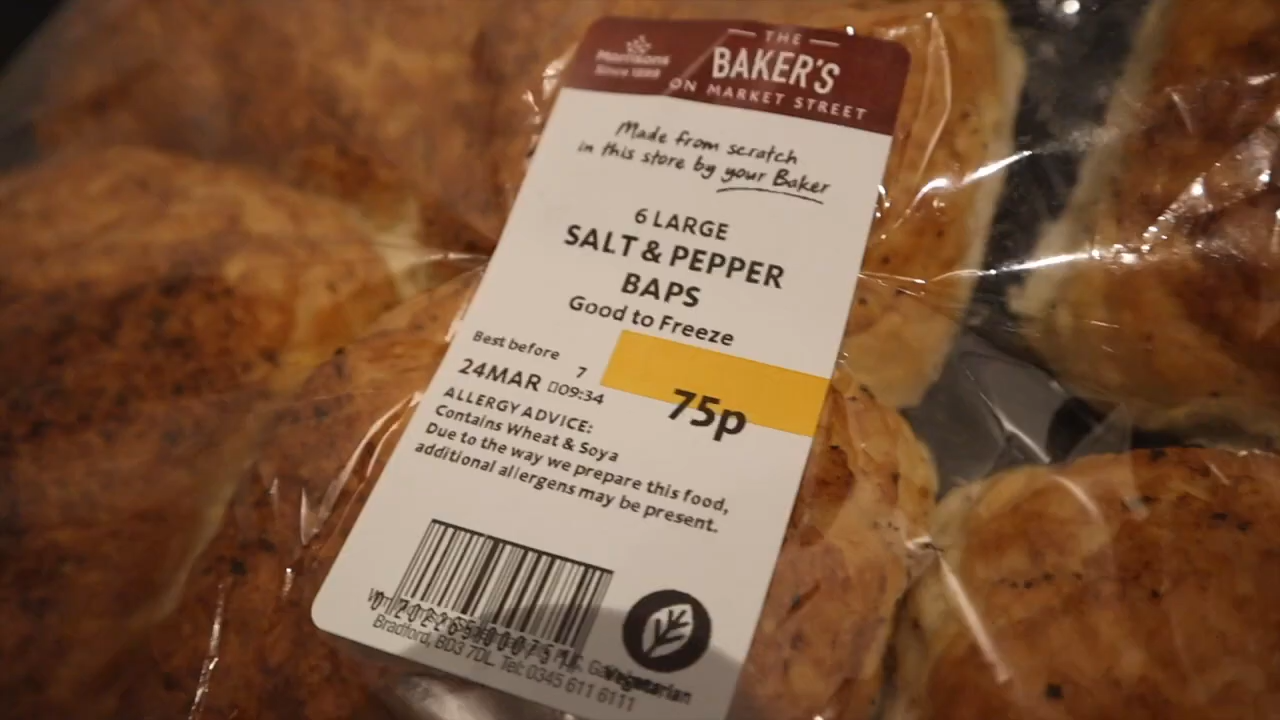 Morrisons
Since 1899
THE
BAKER'S
ON MARKET STREET
Made from scratch
in this store by your Baker
6 LARGE
SALT & PEPPER
BAPS
Good to Freeze
Best before
7
24MAR 09:34
75p
ALLERGY ADVICE:
Contains Wheat & Soya
Due to the way we prepare this food,
additional allergens may be present.
Bradford, BD3 7DL. Tel: 0345 611 6111
Vegetarian